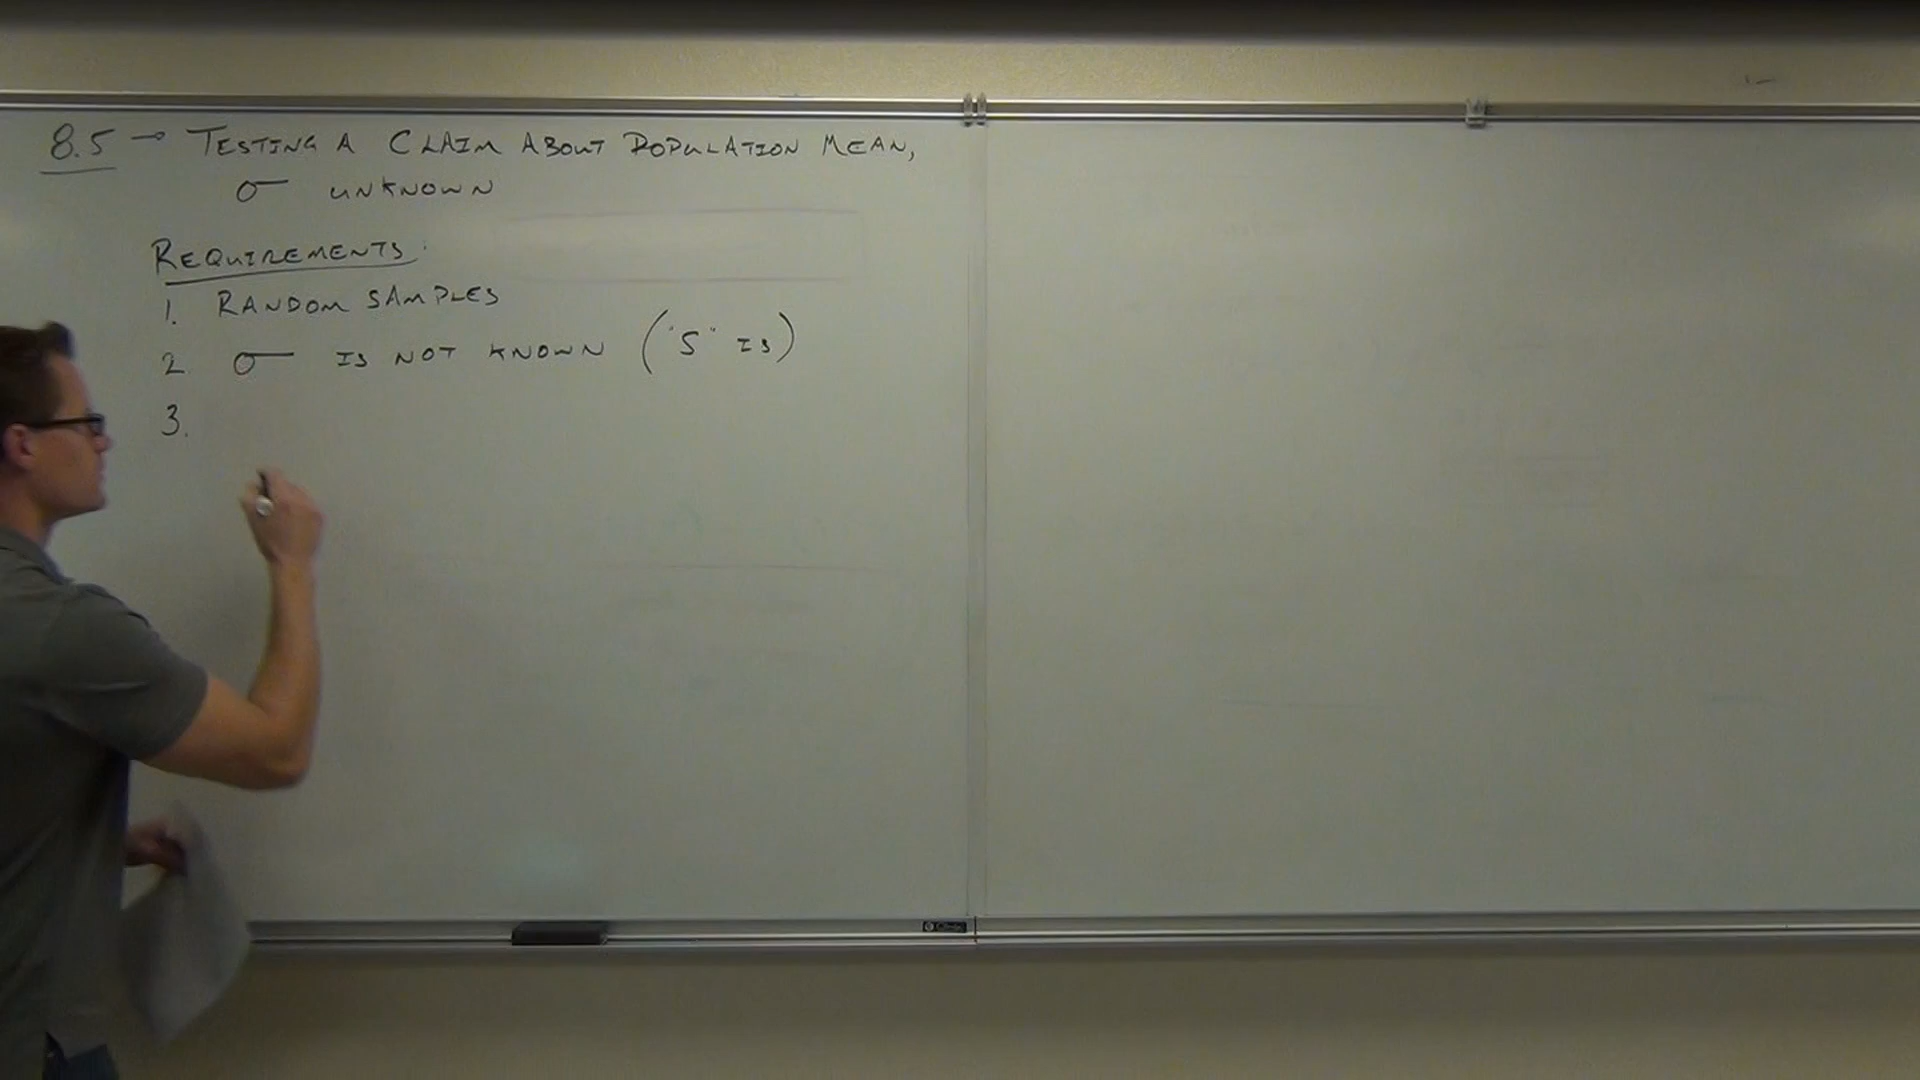 8.5 → TESTING A CLAIM ABOUT POPULATION MEAN,
σ UNKNOWN
REQUIREMENTS:
1. RANDOM SAMPLES
2 σ IS NOT KNOWN ("S" IS)
3.